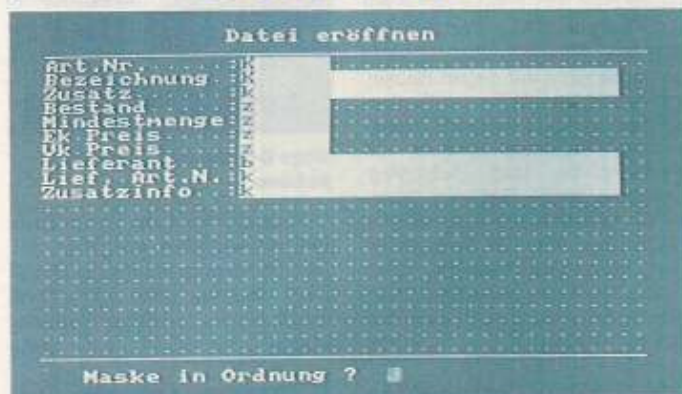 Datei eröffnen
Art.Nr. . . . . . :k
Bezeichnung . :k
Zusatz . . . . . . :k
Bestand . . . . . :z
Mindestmenge:z
Ek Preis . . . . :z
Vk Preis . . . . :z
Lieferant . . . :b
Lief. Art.N. :k
Zusatzinfo. . :k
Maske in Ordnung ?